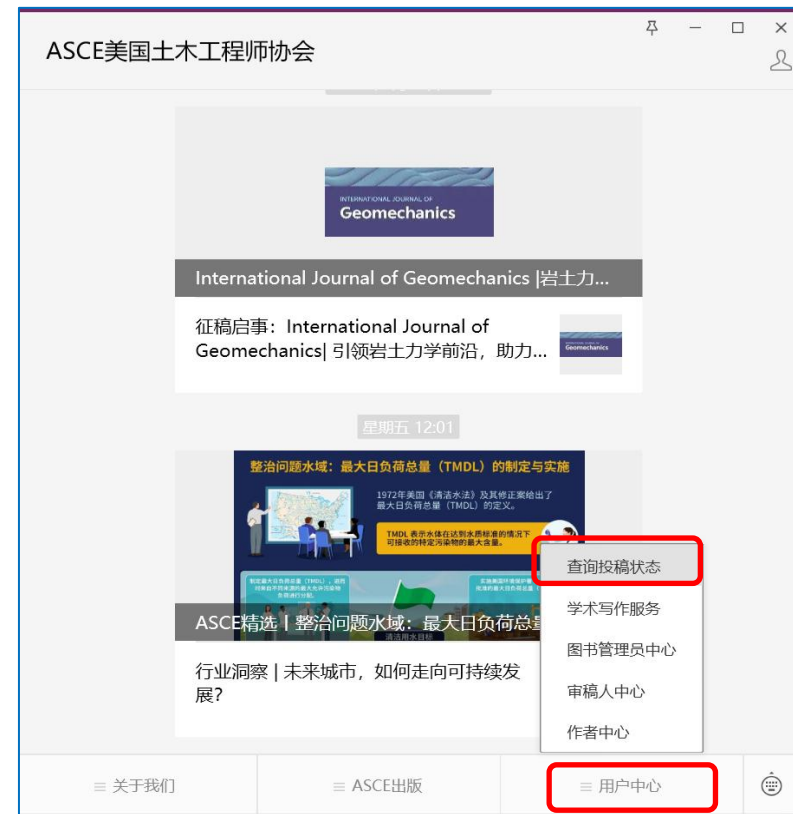 ASCE美国土木工程师协会
INTERNATIONAL JOURNAL OF
Geomechanics
International Journal of Geomechanics |岩土力...
征稿启事：International Journal of
Geomechanics| 引领岩土力学前沿，助力...
Geomechanics
星期五 12:01
整治问题水域：最大日负荷总量（TMDL）的制定与实施
1972年美国《清洁水法》及其修正案给出了
最大日负荷总量（TMDL）的定义。
TMDL 表示水体在达到水质标准的情况下
可接收的特定污染物的最大含量。
ASCE精选丨整治问题水域：最大日负荷总
清洁用水目标
行业洞察 | 未来城市，如何走向可持续发
展?
查询投稿状态
学术写作服务
图书管理员中心
审稿人中心
作者中心
关于我们
ASCE出版
用户中心